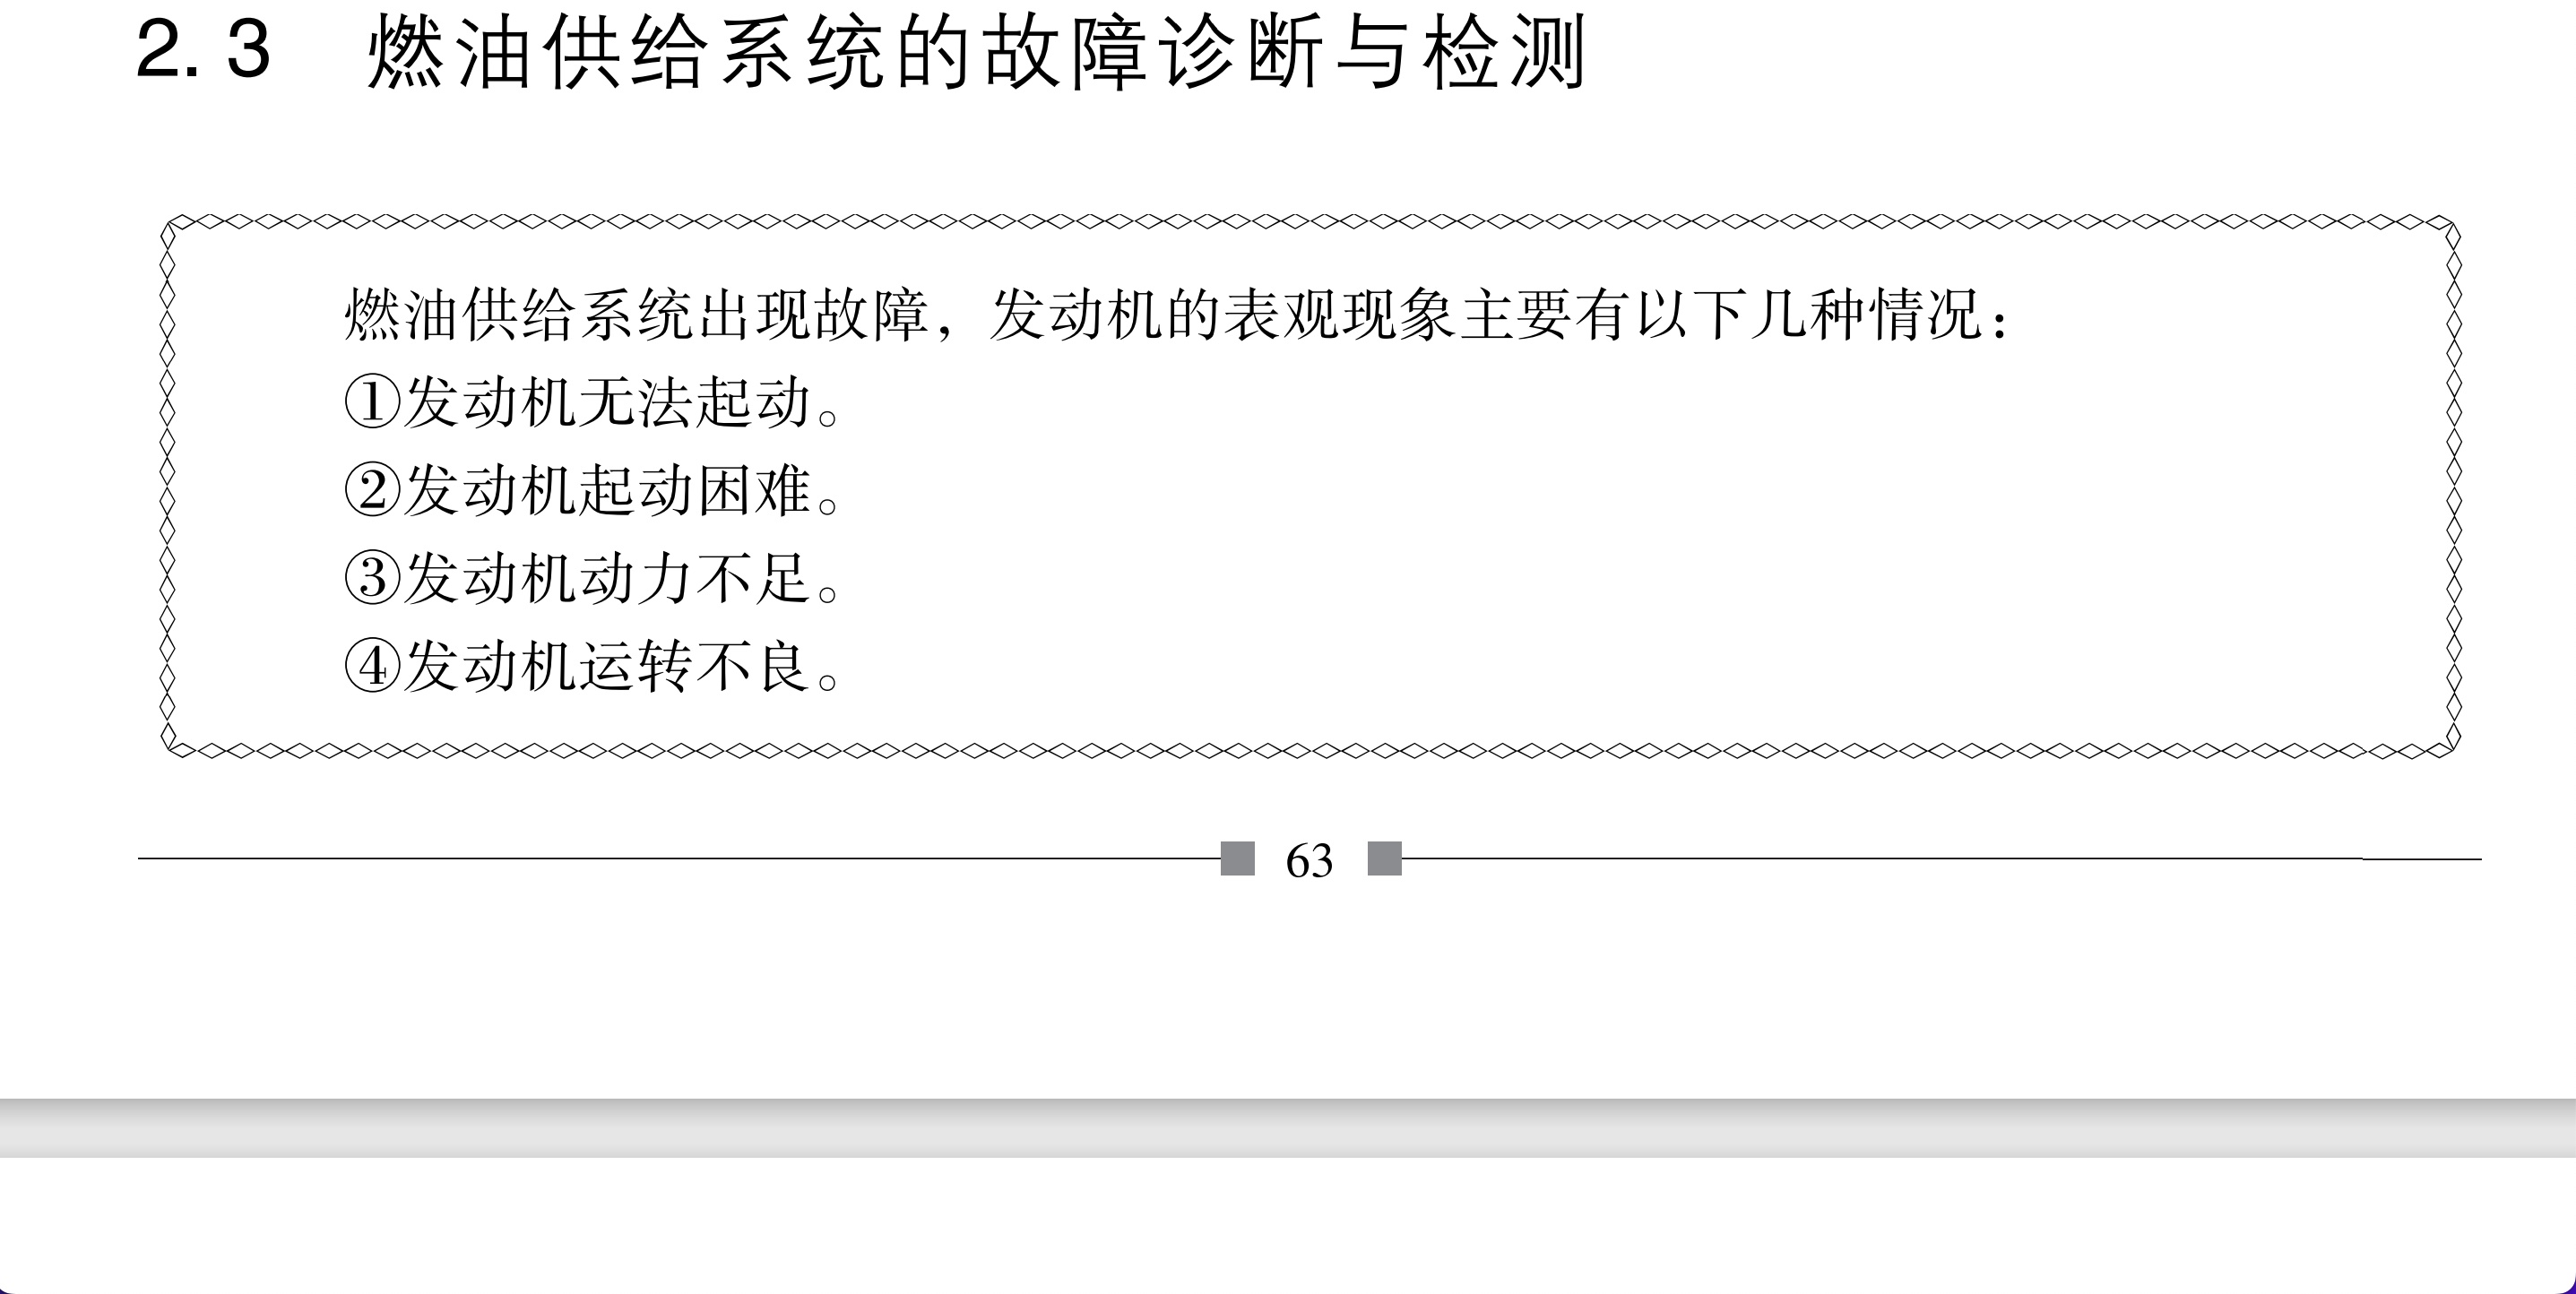 2.3 燃油供给系统的故障诊断与检测
燃油供给系统出现故障，发动机的表观现象主要有以下几种情况：
①发动机无法起动。
②发动机起动困难。
③发动机动力不足。
④发动机运转不良。
63